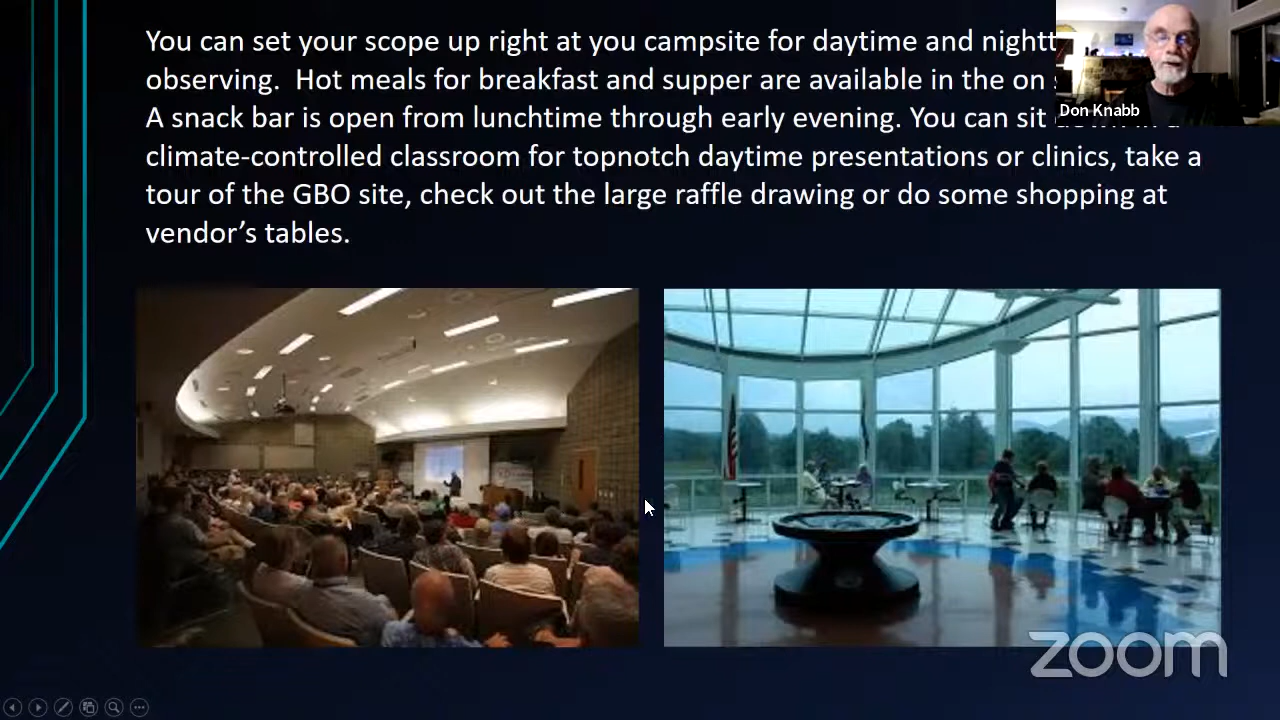 You can set your scope up right at you campsite for daytime and nightt
observing.  Hot meals for breakfast and supper are available in the on
A snack bar is open from lunchtime through early evening. You can sit down in a
climate-controlled classroom for topnotch daytime presentations or clinics, take a
tour of the GBO site, check out the large raffle drawing or do some shopping at
vendor’s tables.
Don Knabb
zoom